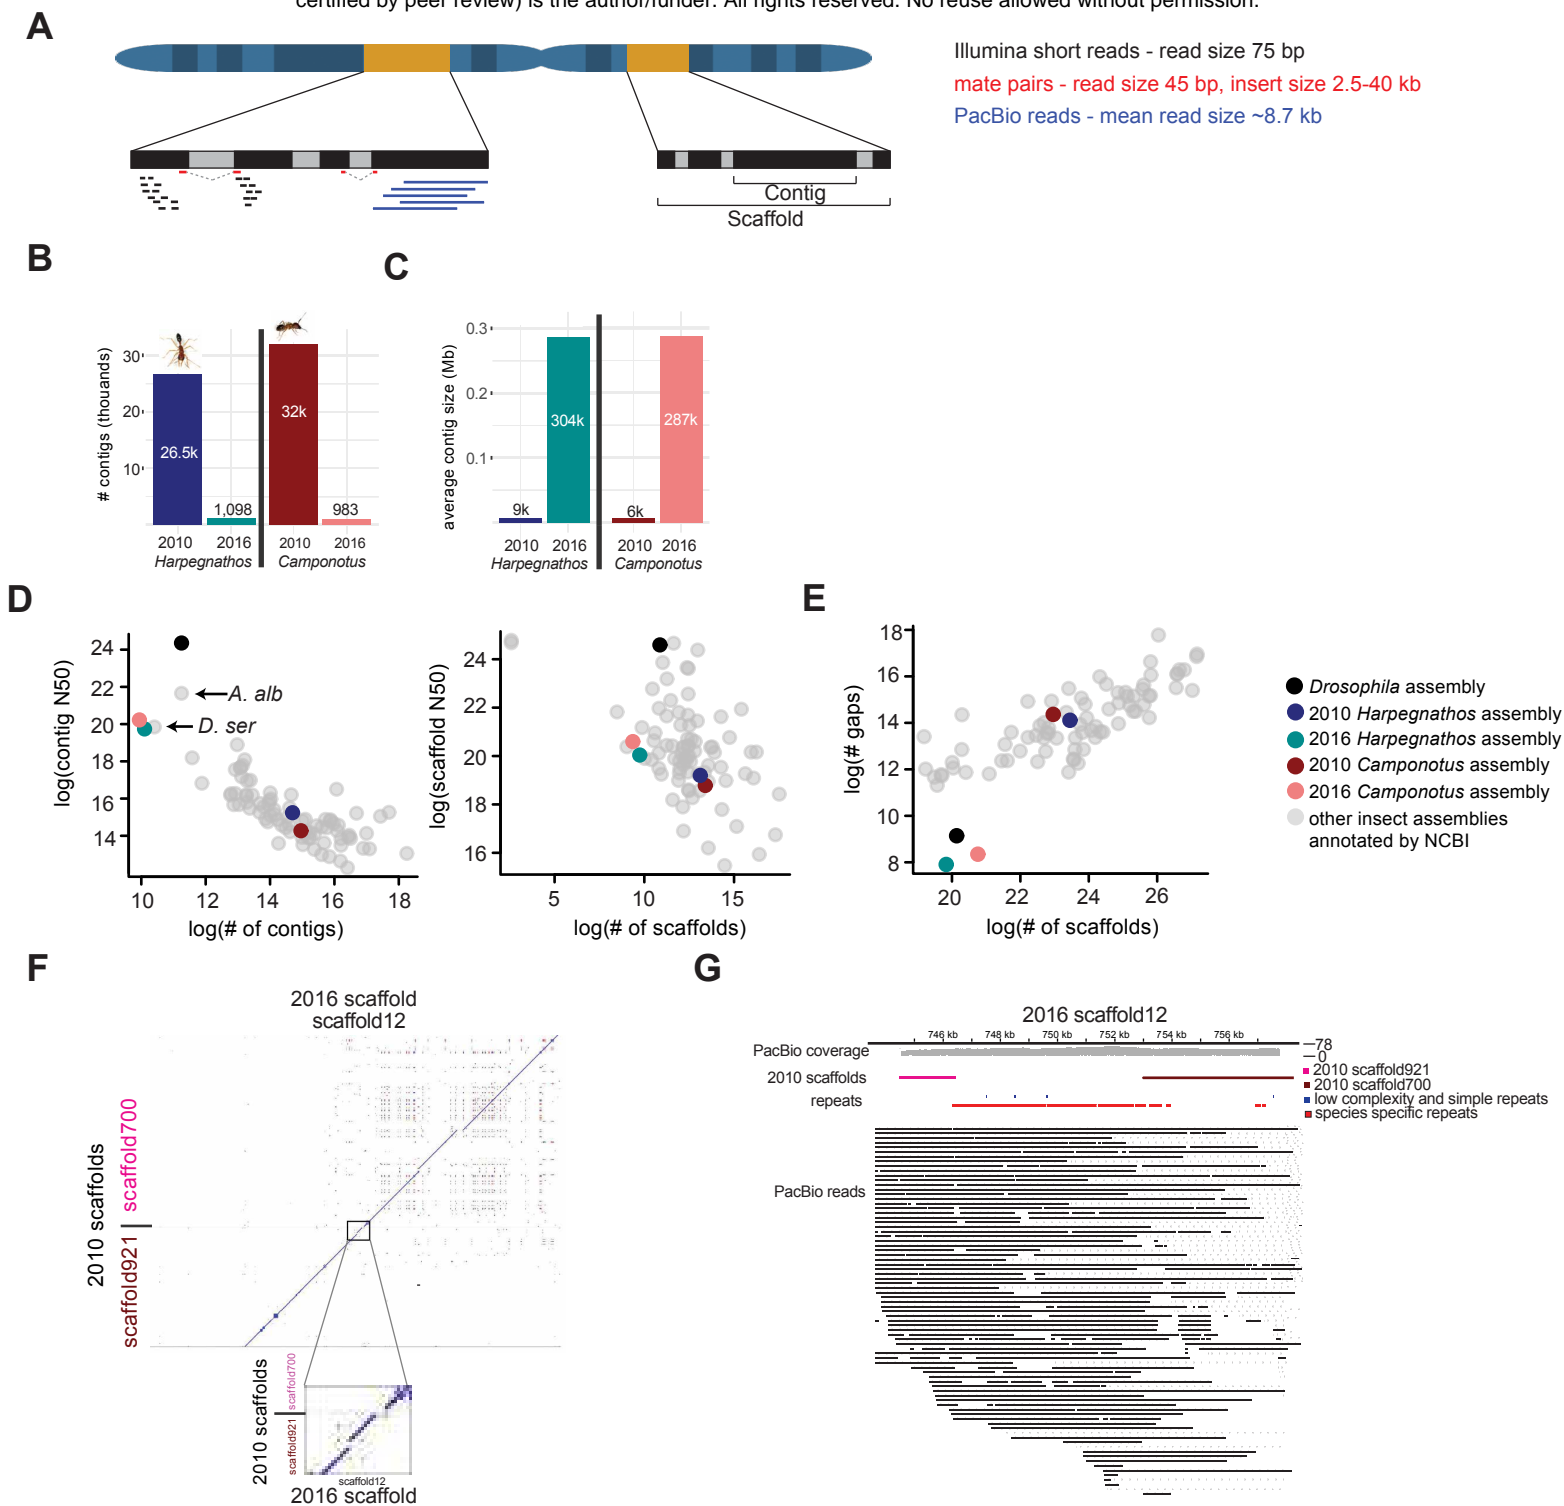 certified by peer review) is the author/funder. All rights reserved. No reuse allowed without permission.
A
Illumina short reads - read size 75 bp
mate pairs - read size 45 bp, insert size 2.5-40 kb
PacBio reads - mean read size ~8.7 kb
Contig
Scaffold
B
# contigs (thouands)
30
20
10
26.5k
1,098
32k
983
2010
2016
2010
2016
Harpegnathos
Camponotus
C
average contig size (Mb)
0.3
0.2
0.1
9k
304k
6k
287k
2010
2016
2010
2016
Harpegnathos
Camponotus
D
log(contig N50)
24
22
20
18
16
14
A. alb
D. ser
10
12
14
16
18
log(# of contigs)
log(scaffold N50)
24
22
20
18
16
5
10
15
log(# of scaffolds)
E
log(# gaps)
18
16
14
12
10
8
20
22
24
26
log(# of scaffolds)
Drosophila assembly
2010 Harpegnathos assembly
2016 Harpegnathos assembly
2010 Camponotus assembly
2016 Camponotus assembly
other insect assemblies
annotated by NCBI
F
2016 scaffold
scaffold12
2010 scaffolds
scaffold700
scaffold921
2010 scaffolds
scaffold700
scaffold921
scaffold12
2016 scaffold
G
2016 scaffold12
746 kb
748 kb
750 kb
752 kb
754 kb
756 kb
PacBio coverage
78
0
2010 scaffolds
repeats
2010 scaffold921
2010 scaffold700
low complexity and simple repeats
species specific repeats
PacBio reads